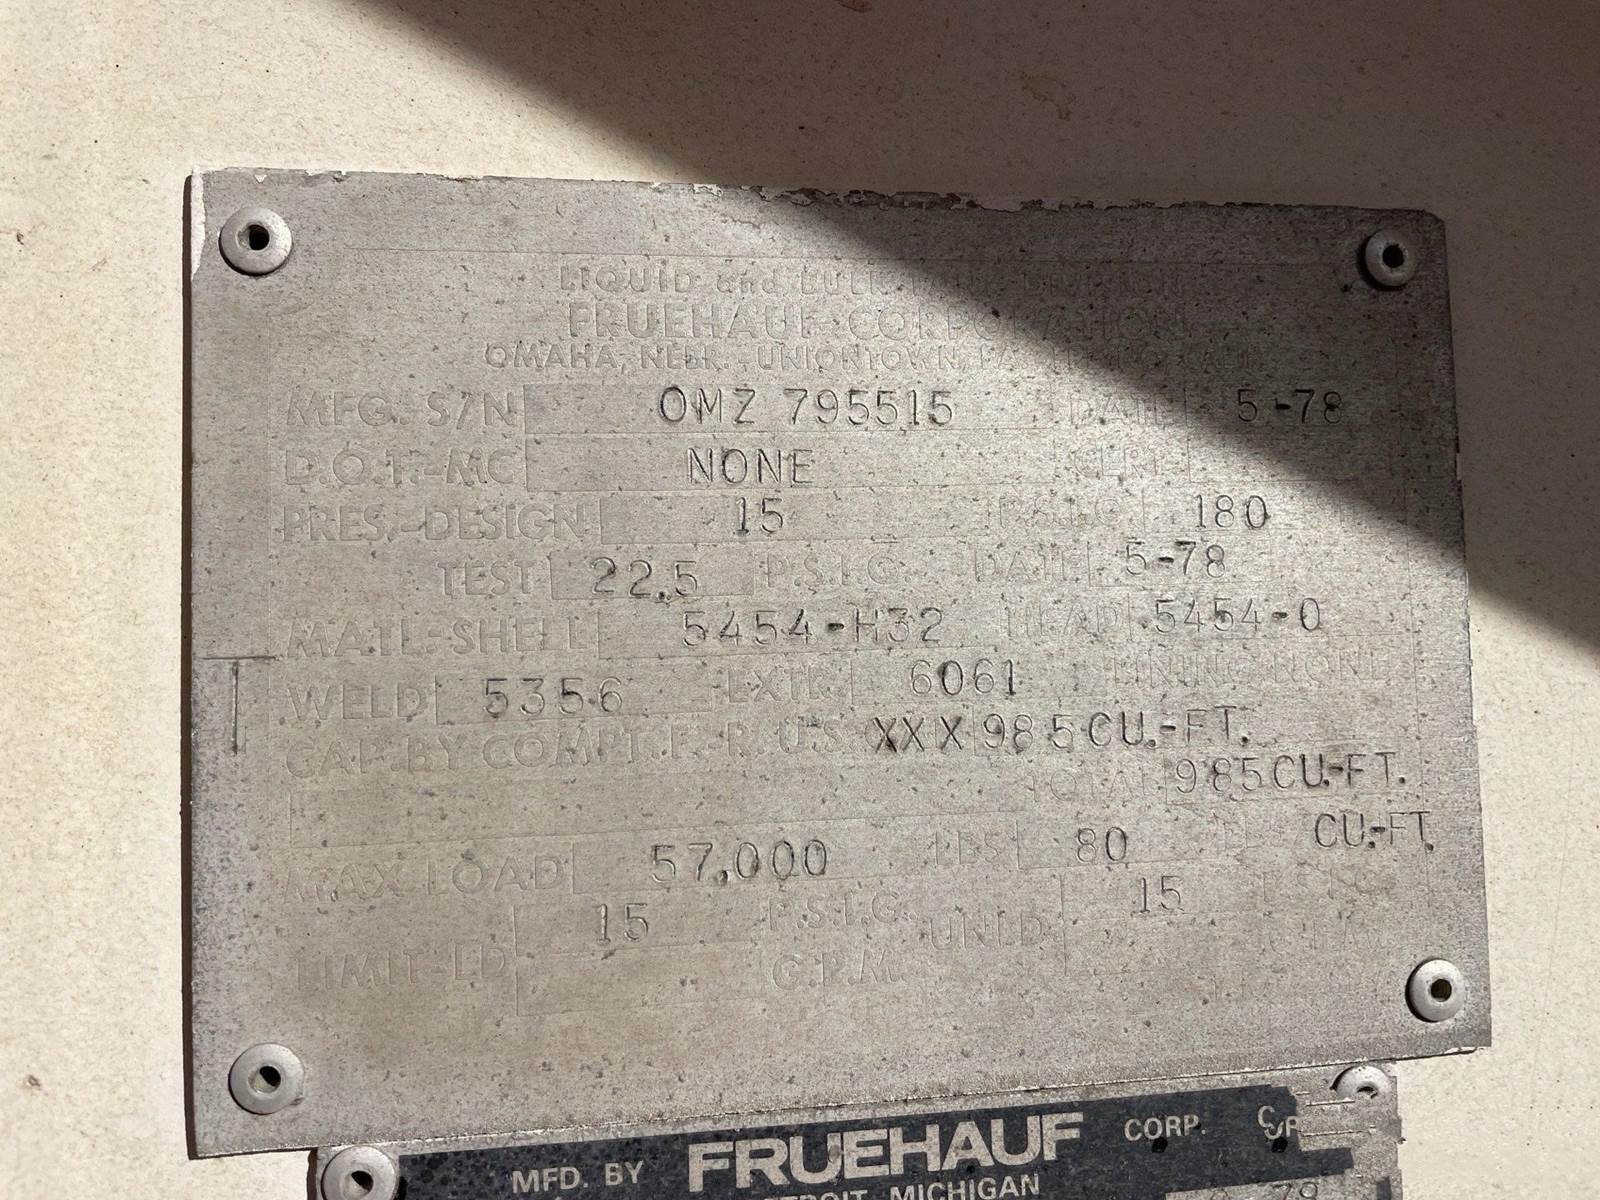 LIQUID and BULK TANK DIVISION
FRUEHAUF CORPORATION
OMAHA, NEBR.-UNIONTOWN, PA.
MFG.-S/N OMZ 795515 DATE 5-78
D.O.T.-MC NONE CERT.
PRES.-DESIGN 15 P.S.I.G. 180
TEST 22.5 P.S.I.G. DATE 5-78
MATL.-SHELL 5454-H32 HEAD 5454-0
WELD 5356 EXTR. 6061 LINING NONE
CAP. BY COMPT. F.-R. U.S. XXX 985 CU.-FT.
TOTAL 985 CU.-FT.
MAX. LOAD 57,000 LBS 80 CU.-FT.
15 P.S.I.G. 15 P.S.I.G.
LIMIT-LD UNLD
G.P.M.
MFD. BY FRUEHAUF CORP.
DETROIT, MICHIGAN